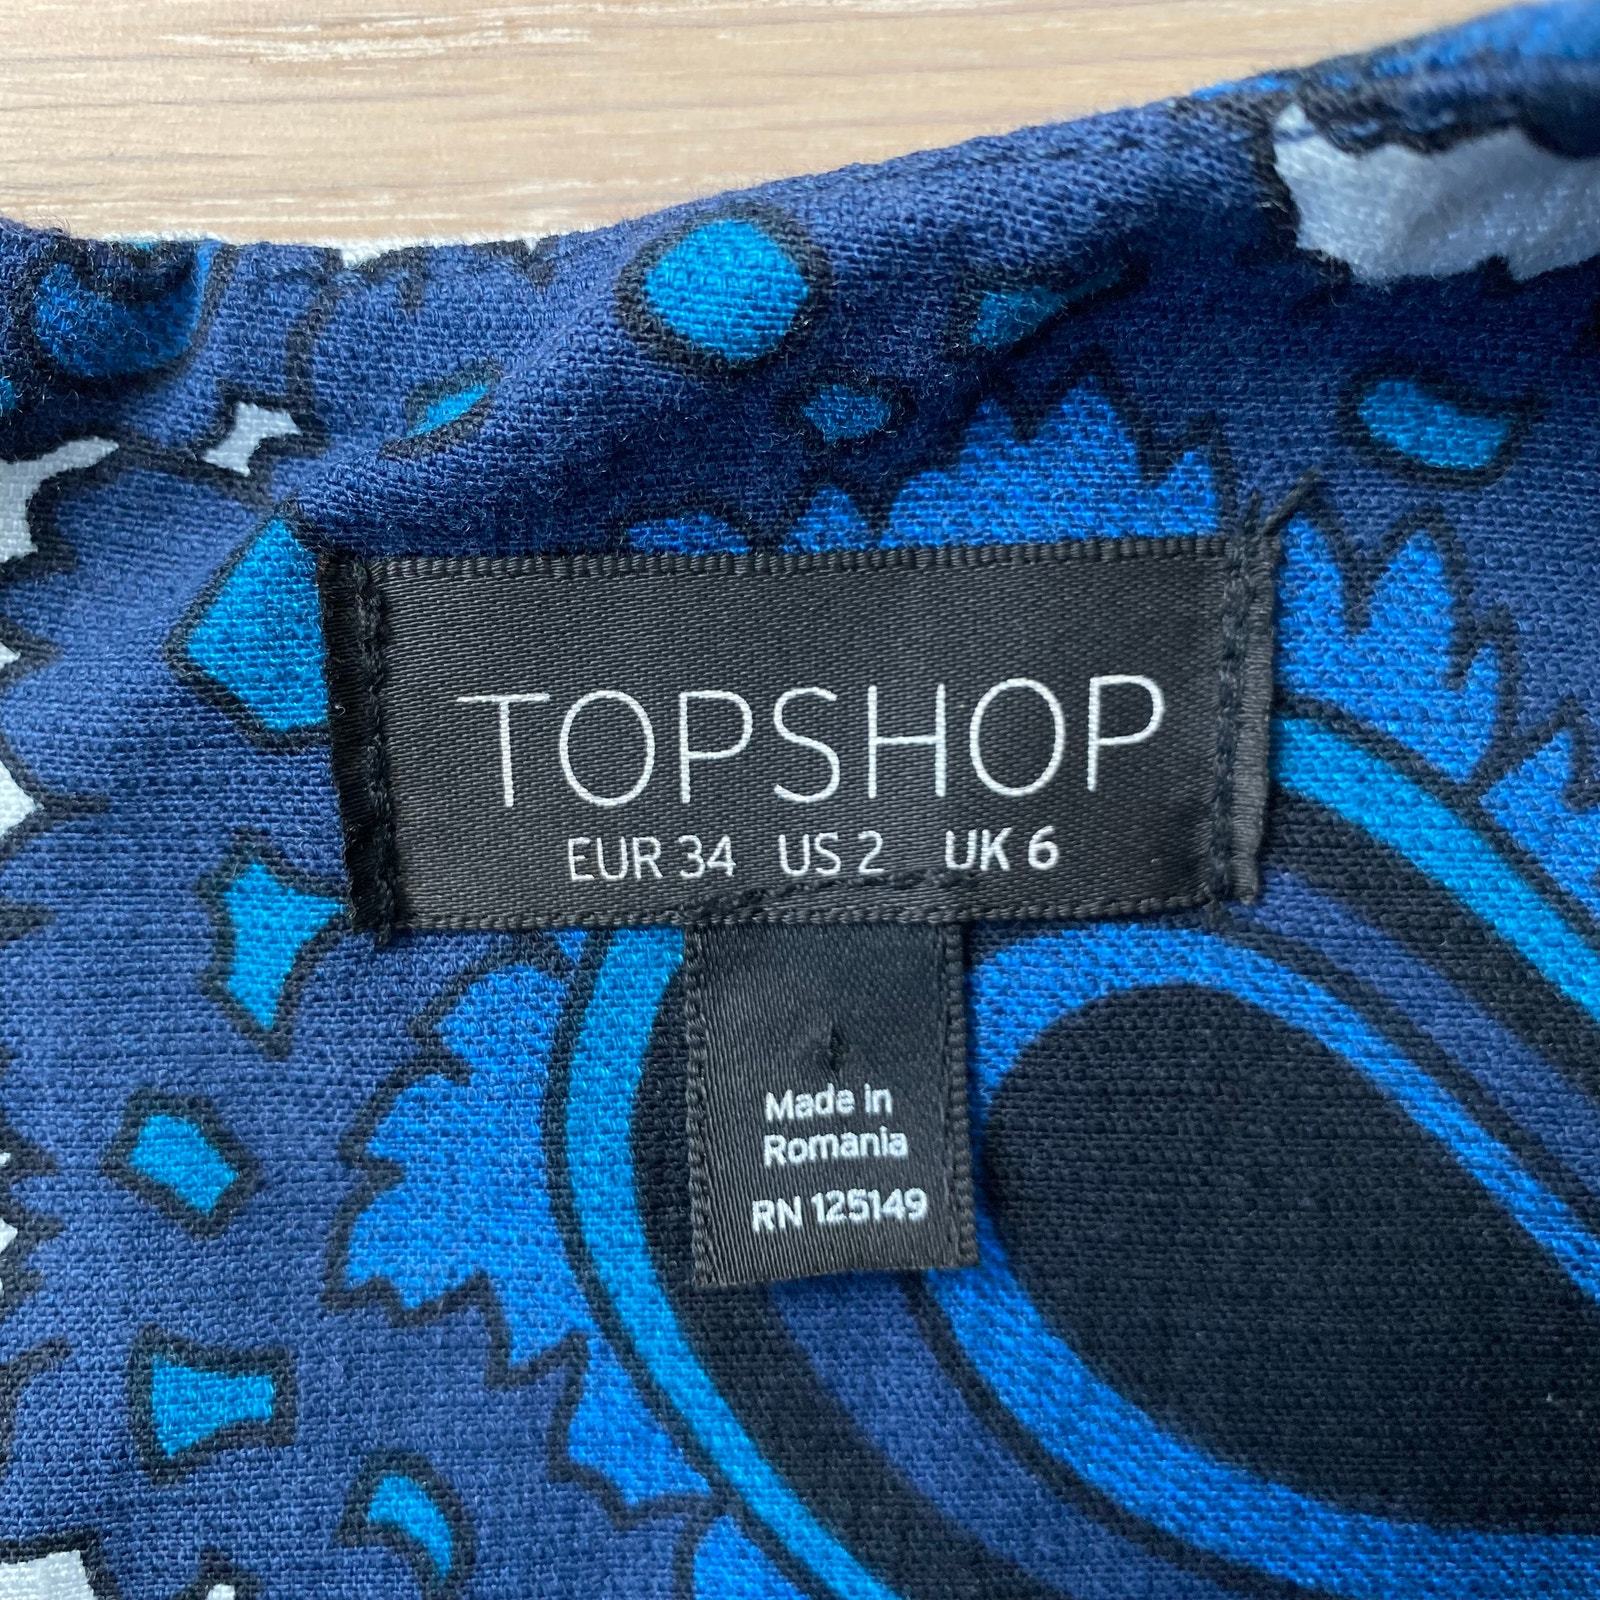 TOPSHOP
EUR 34 US 2 UK 6
Made in
Romania
RN 125149